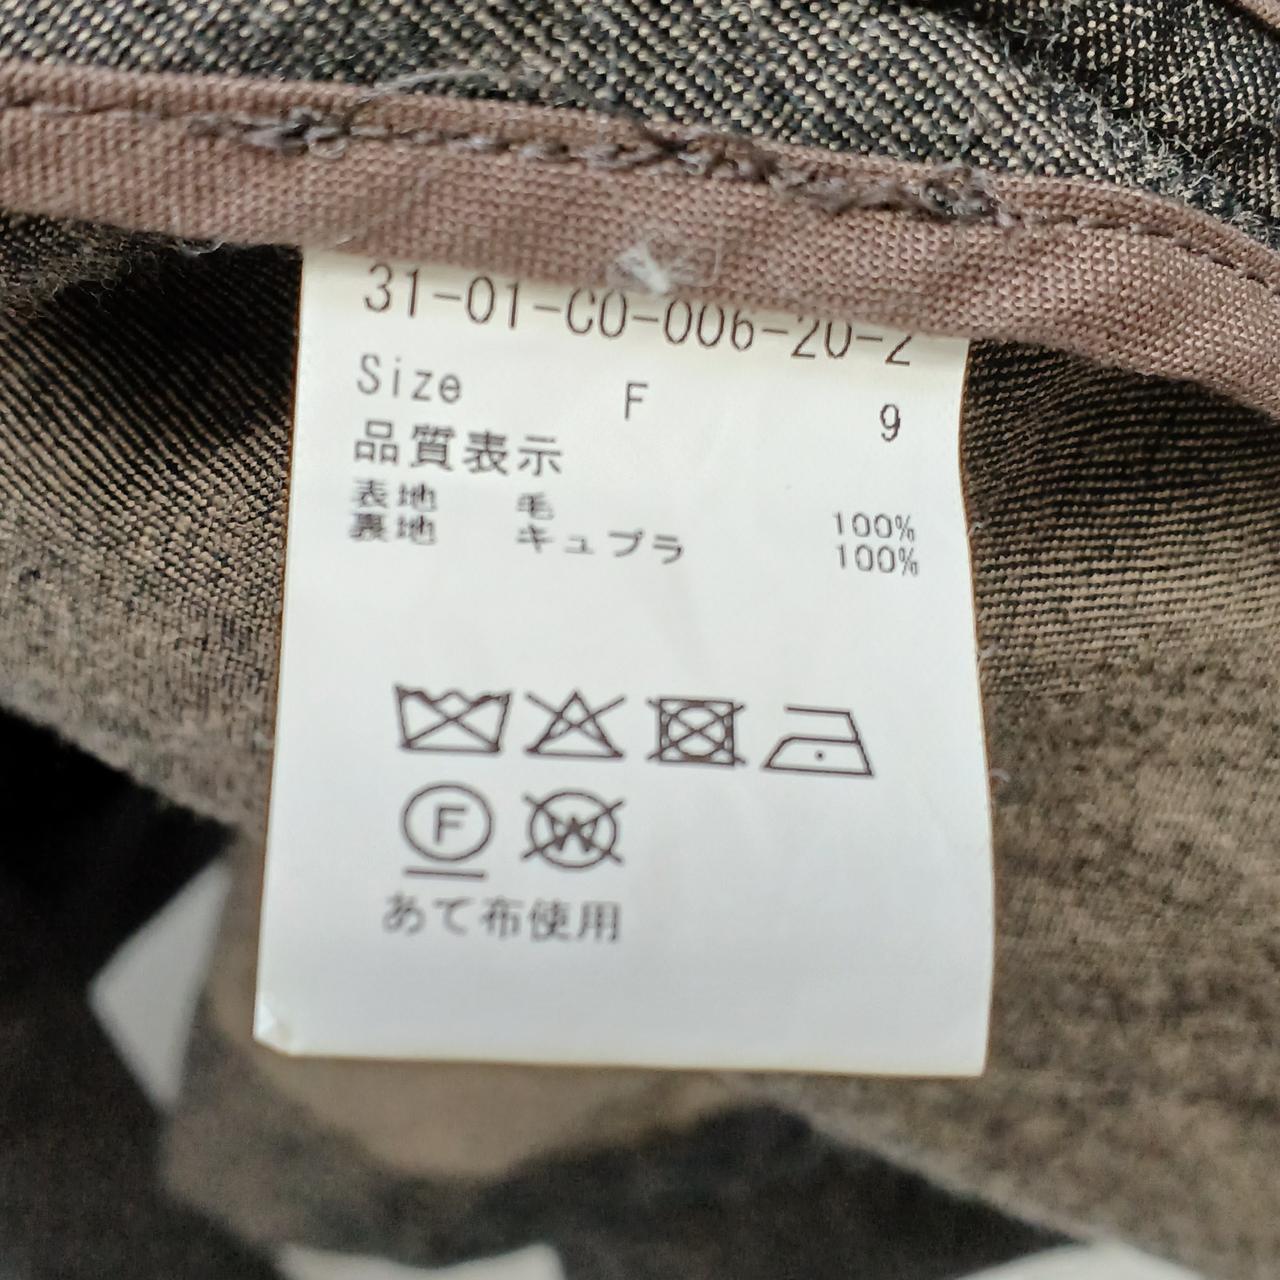 31-01-CO-006-20-2
Size F 9
品質表示
表地 毛 100%
裏地 キュプラ 100%
F W
あて布使用